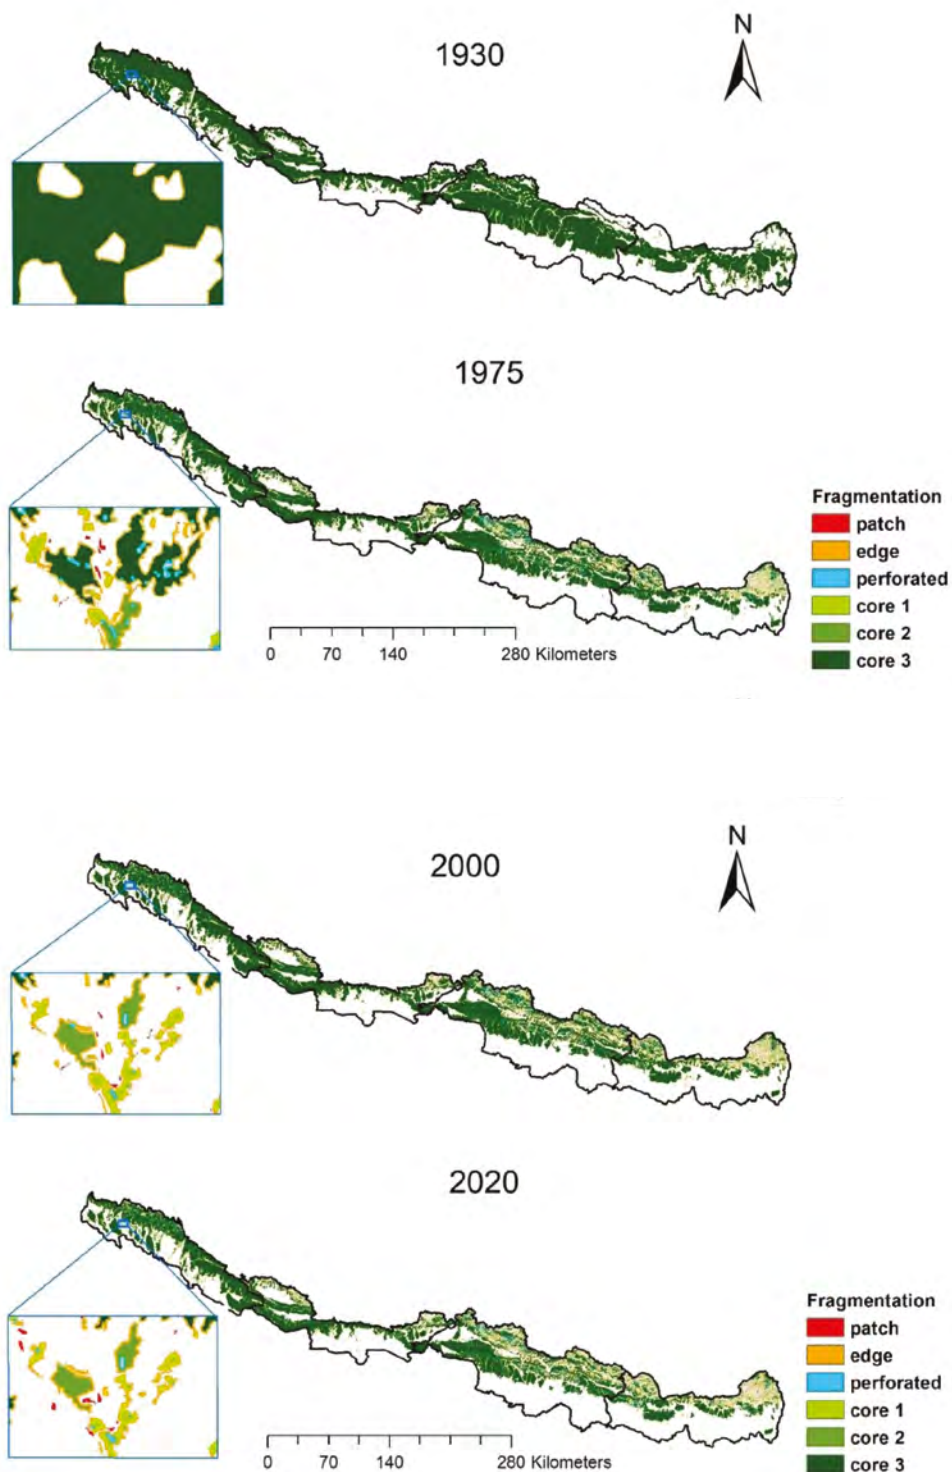 N
1930
1975
Fragmentation
patch
edge
perforated
core 1
core 2
core 3
0 70 140 280 Kilometers
N
2000
2020
Fragmentation
patch
edge
perforated
core 1
core 2
core 3
0 70 140 280 Kilometers